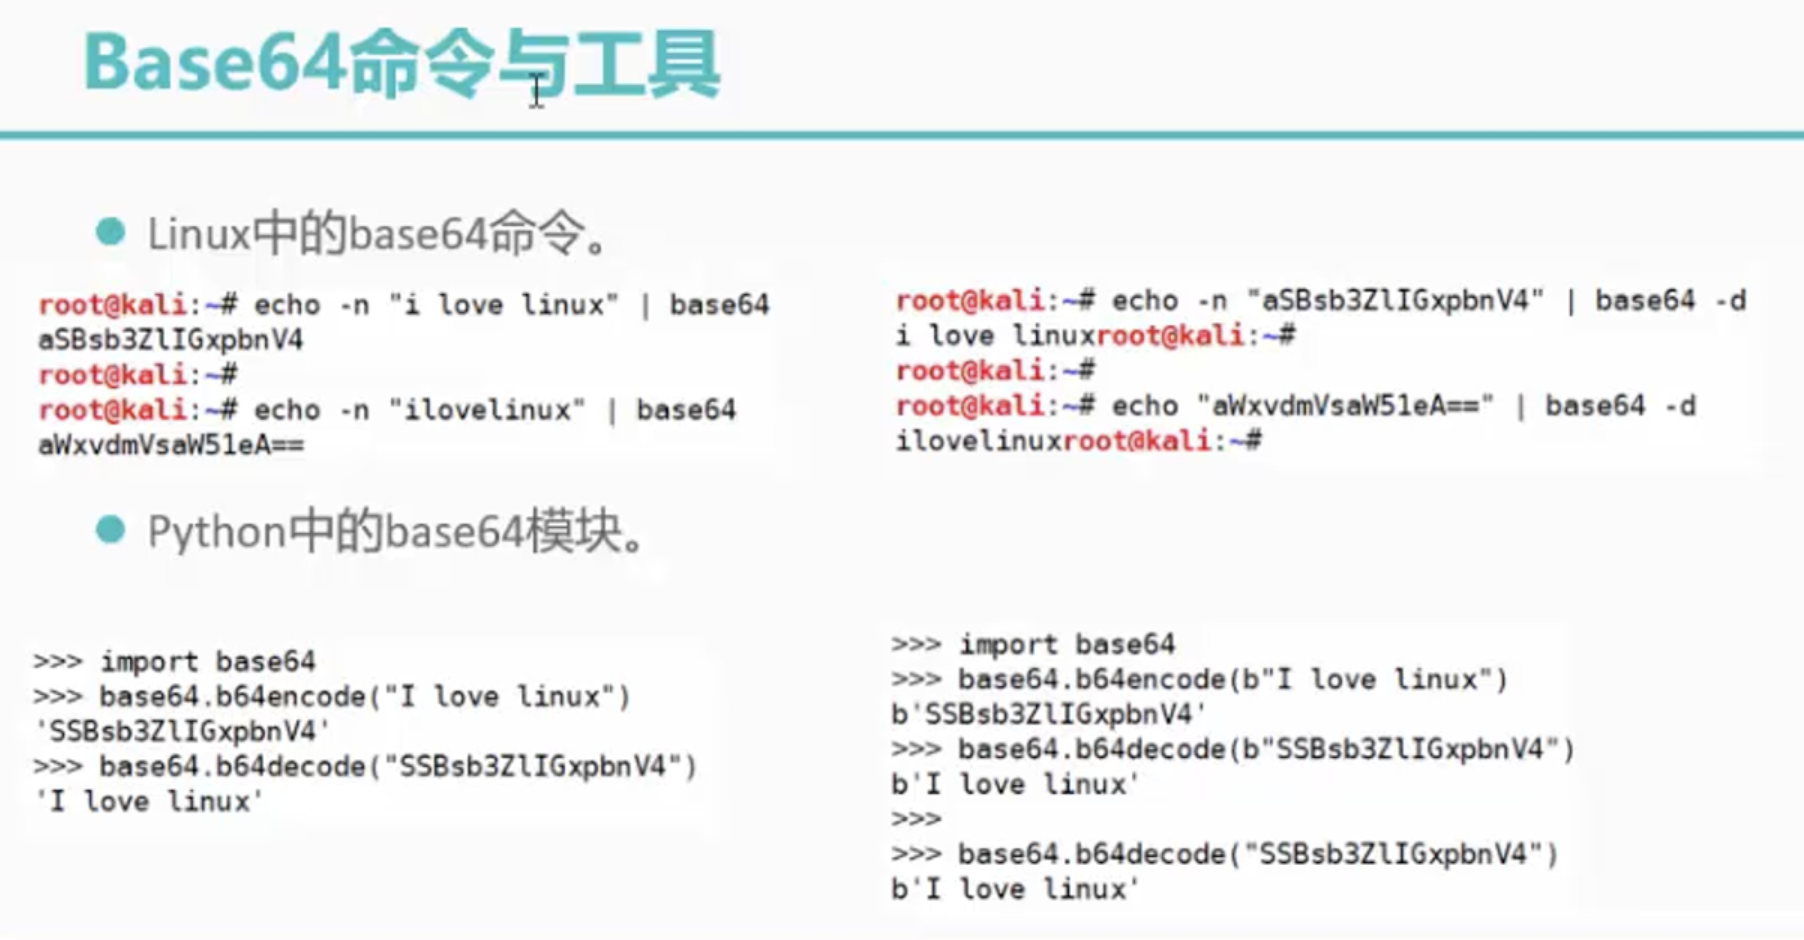 Base64命令与工具
Linux中的base64命令。
root@kali:~# echo -n "i love linux" | base64
aSBsb3ZlIGxpbnV4
root@kali:~#
root@kali:~# echo -n "ilovelinux" | base64
aWxvdmVsaW51eA==
root@kali:~# echo -n "aSBsb3ZlIGxpbnV4" | base64 -d
i love linuxroot@kali:~#
root@kali:~#
root@kali:~# echo "aWxvdmVsaW51eA==" | base64 -d
ilovelinuxroot@kali:~#
Python中的base64模块。
>>> import base64
>>> base64.b64encode("I love linux")
'SSBsb3ZlIGxpbnV4'
>>> base64.b64decode("SSBsb3ZlIGxpbnV4")
'I love linux'
>>> import base64
>>> base64.b64encode(b"I love linux")
b'SSBsb3ZlIGxpbnV4'
>>> base64.b64decode(b"SSBsb3ZlIGxpbnV4")
b'I love linux'
>>>
>>> base64.b64decode("SSBsb3ZlIGxpbnV4")
b'I love linux'